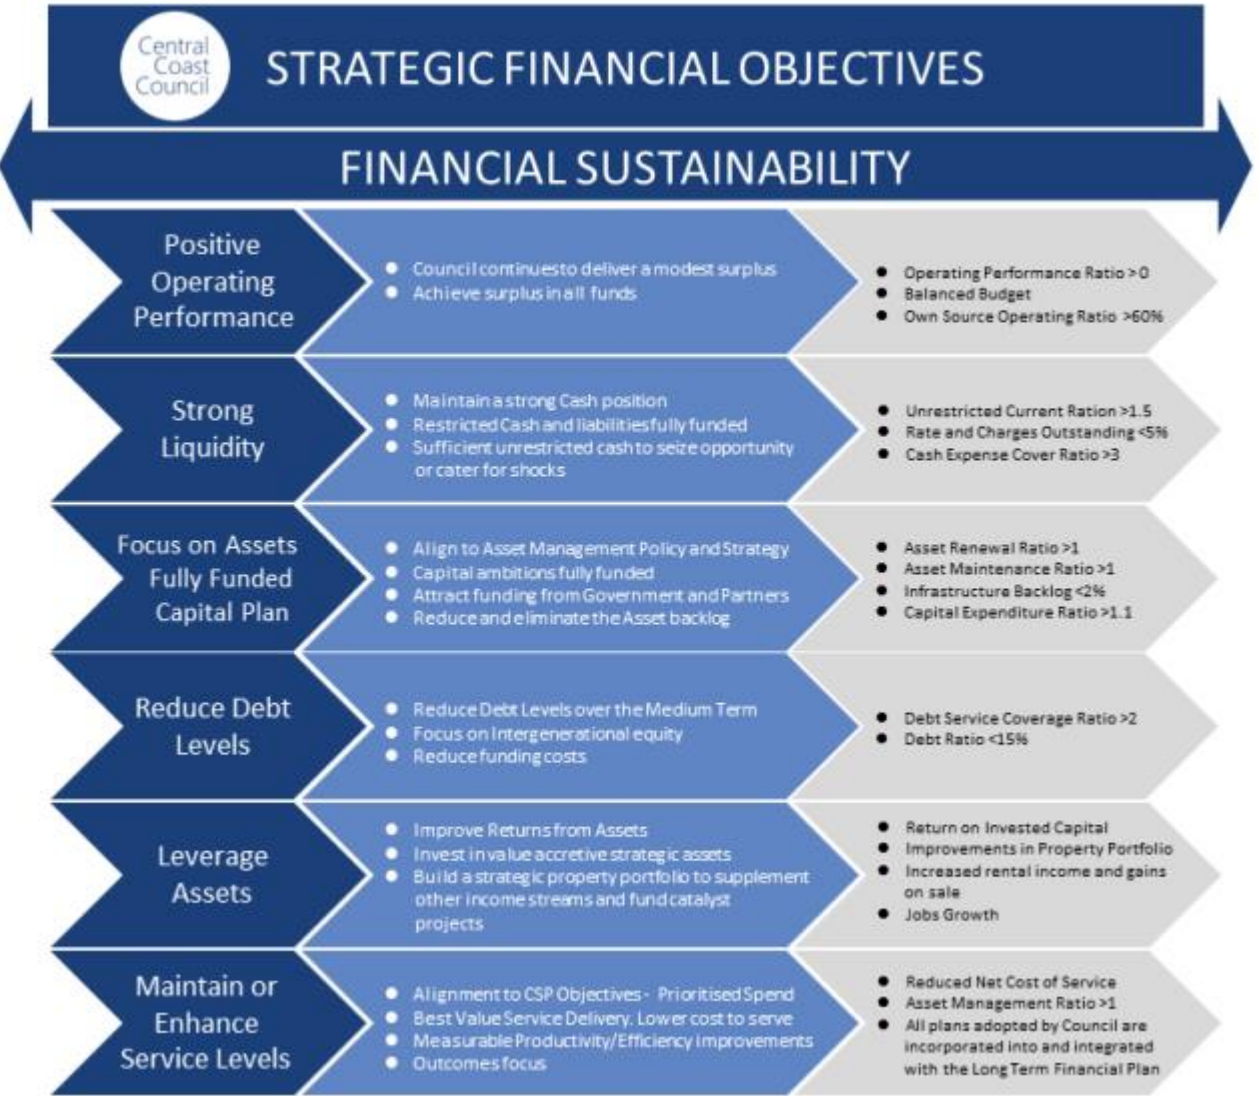 Central
Coast
Council
STRATEGIC FINANCIAL OBJECTIVES
FINANCIAL SUSTAINABILITY
Positive
Operating
Performance
● Council continues to deliver a modest surplus
● Achieve surplus in all funds
● Operating Performance Ratio >0
● Balanced Budget
● Own Source Operating Ratio >60%
Strong
Liquidity
● Maintain a strong Cash position
● Restricted Cash and liabilities fully funded
● Sufficient unrestricted cash to seize opportunity
or cater for shocks
● Unrestricted Current Ration >1.5
● Rate and Charges Outstanding <5%
● Cash Expense Cover Ratio >3
Focus on Assets
Fully Funded
Capital Plan
● Align to Asset Management Policy and Strategy
● Capital ambitions fully funded
● Attract funding from Government and Partners
● Reduce and eliminate the Asset backlog
● Asset Renewal Ratio >1
● Asset Maintenance Ratio >1
● Infrastructure Backlog <2%
● Capital Expenditure Ratio >1.1
Reduce Debt
Levels
● Reduce Debt Levels over the Medium Term
● Focus on Intergenerational equity
● Reduce funding costs
● Debt Service Coverage Ratio >2
● Debt Ratio <15%
Leverage
Assets
● Improve Returns from Assets
● Invest in value accretive strategic assets
● Build a strategic property portfolio to supplement
other income streams and fund catalyst
projects
● Return on Invested Capital
● Improvements in Property Portfolio
● Increased rental income and gains
on sale
● Jobs Growth
Maintain or
Enhance
Service Levels
● Alignment to CSP Objectives - Prioritised Spend
● Best Value Service Delivery. Lower cost to serve
● Measurable Productivity/Efficiency improvements
● Outcomes focus
● Reduced Net Cost of Service
● Asset Management Ratio >1
● All plans adopted by Council are
incorporated into and integrated
with the Long Term Financial Plan